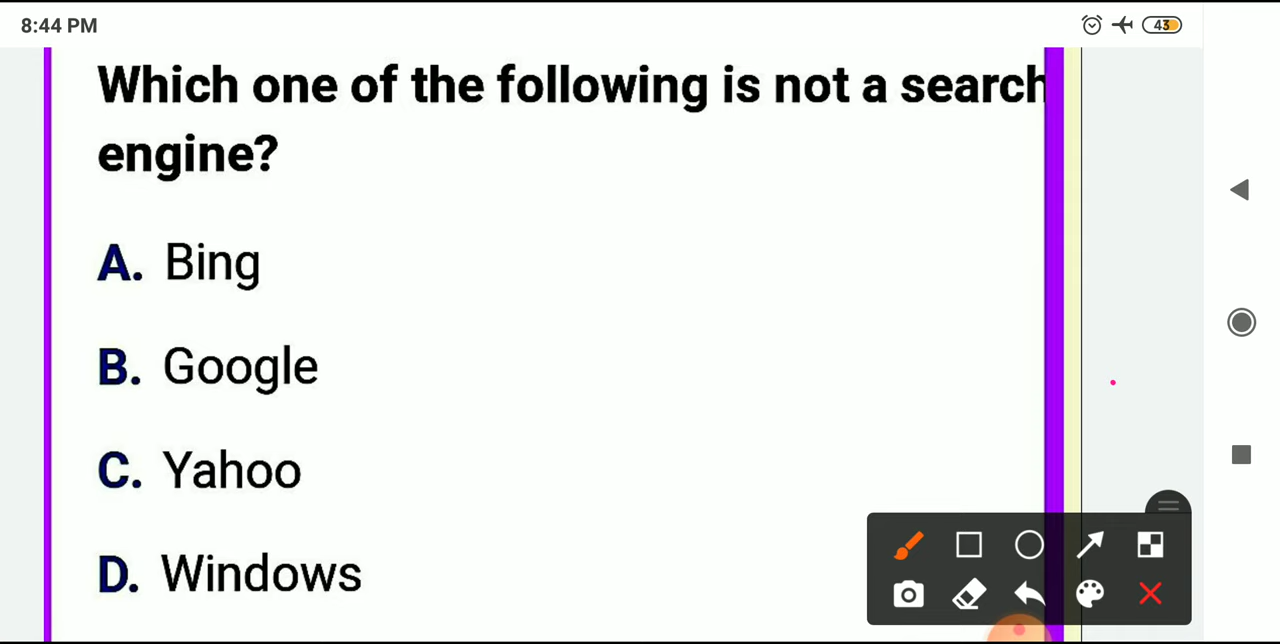 8:44 PM
43
Which one of the following is not a search
engine?
A. Bing
B. Google
C. Yahoo
D. Windows